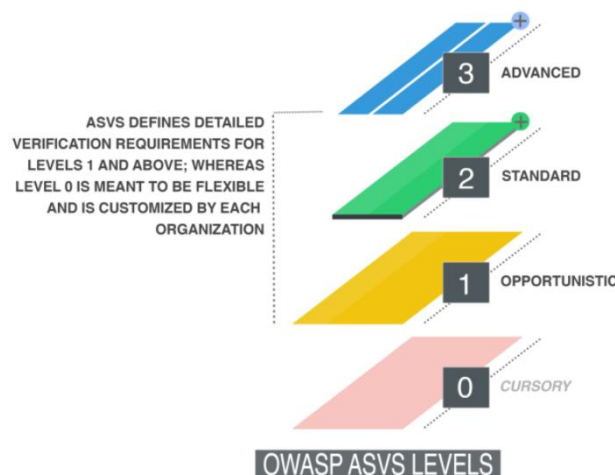 3 ADVANCED
ASVS DEFINES DETAILED
VERIFICATION REQUIREMENTS FOR
LEVELS 1 AND ABOVE; WHEREAS
LEVEL 0 IS MEANT TO BE FLEXIBLE
AND IS CUSTOMIZED BY EACH
ORGANIZATION
2 STANDARD
1 OPPORTUNISTIC
0 CURSORY
OWASP ASVS LEVELS